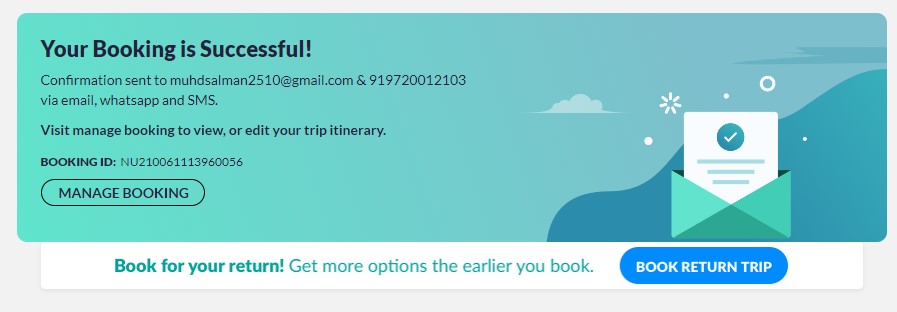 Your Booking is Successful!
Confirmation sent to muhdsalman2510@gmail.com & 919720012103
via email, whatsapp and SMS.
Visit manage booking to view, or edit your trip itinerary.
BOOKING ID: NU210061113960056
MANAGE BOOKING
Book for your return! Get more options the earlier you book.
BOOK RETURN TRIP